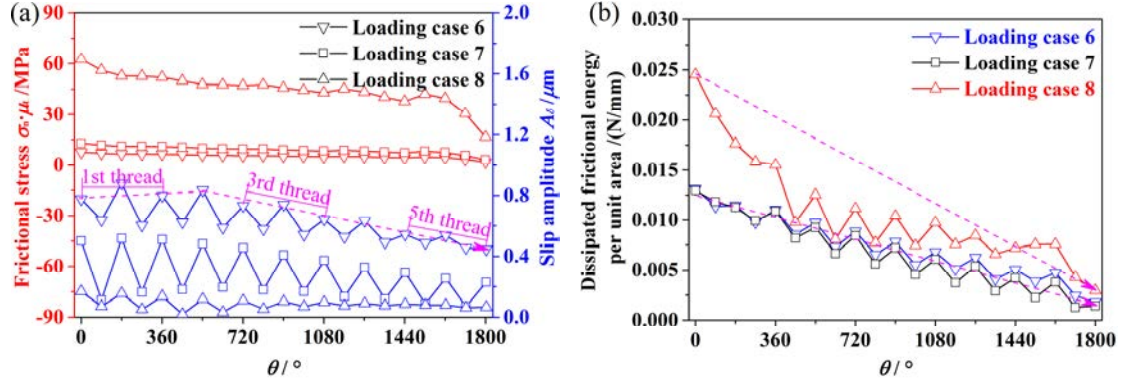 (a)
90
60
30
0
-30
-60
-90
Frictional stress σn·μ /MPa
Loading case 6
Loading case 7
Loading case 8
1st thread
3rd thread
5th thread
2.0
1.6
1.2
0.8
0.4
0.0
Slip amplitude Aδ /μm
0 360 720 1080 1440 1800
θ / °
(b)
0.030
0.025
0.020
0.015
0.010
0.005
0.000
Dissipated frictional energy
per unit area /(N/mm)
Loading case 6
Loading case 7
Loading case 8
0 360 720 1080 1440 1800
θ / °